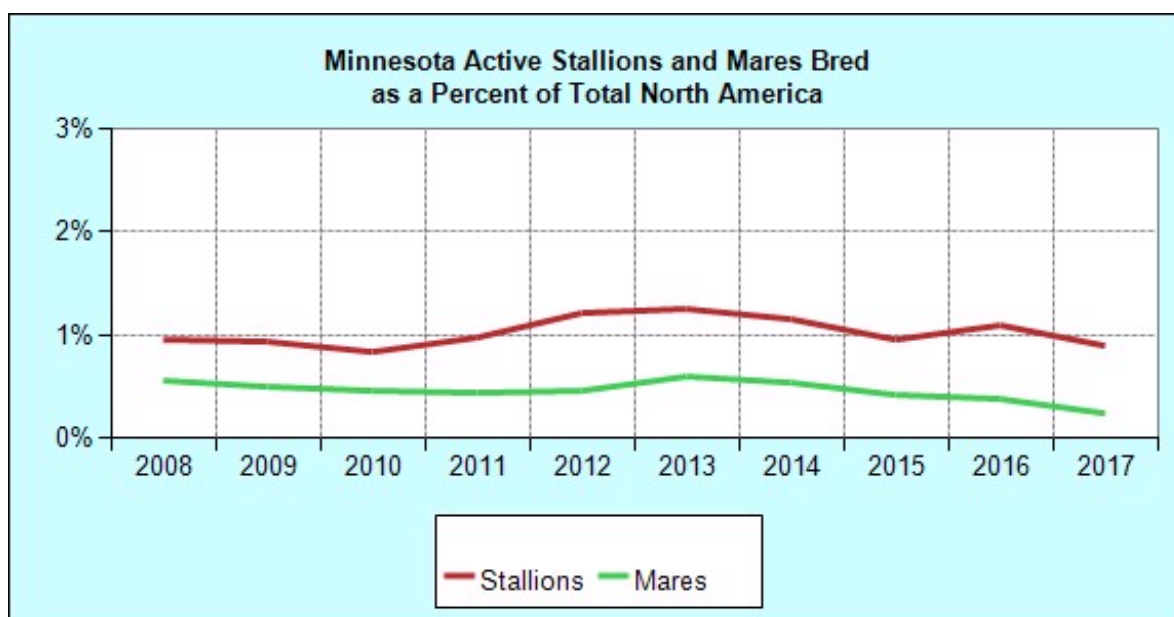 Minnesota Active Stallions and Mares Bred
as a Percent of Total North America
3%
2%
1%
0%
2008 2009 2010 2011 2012 2013 2014 2015 2016 2017
Stallions Mares